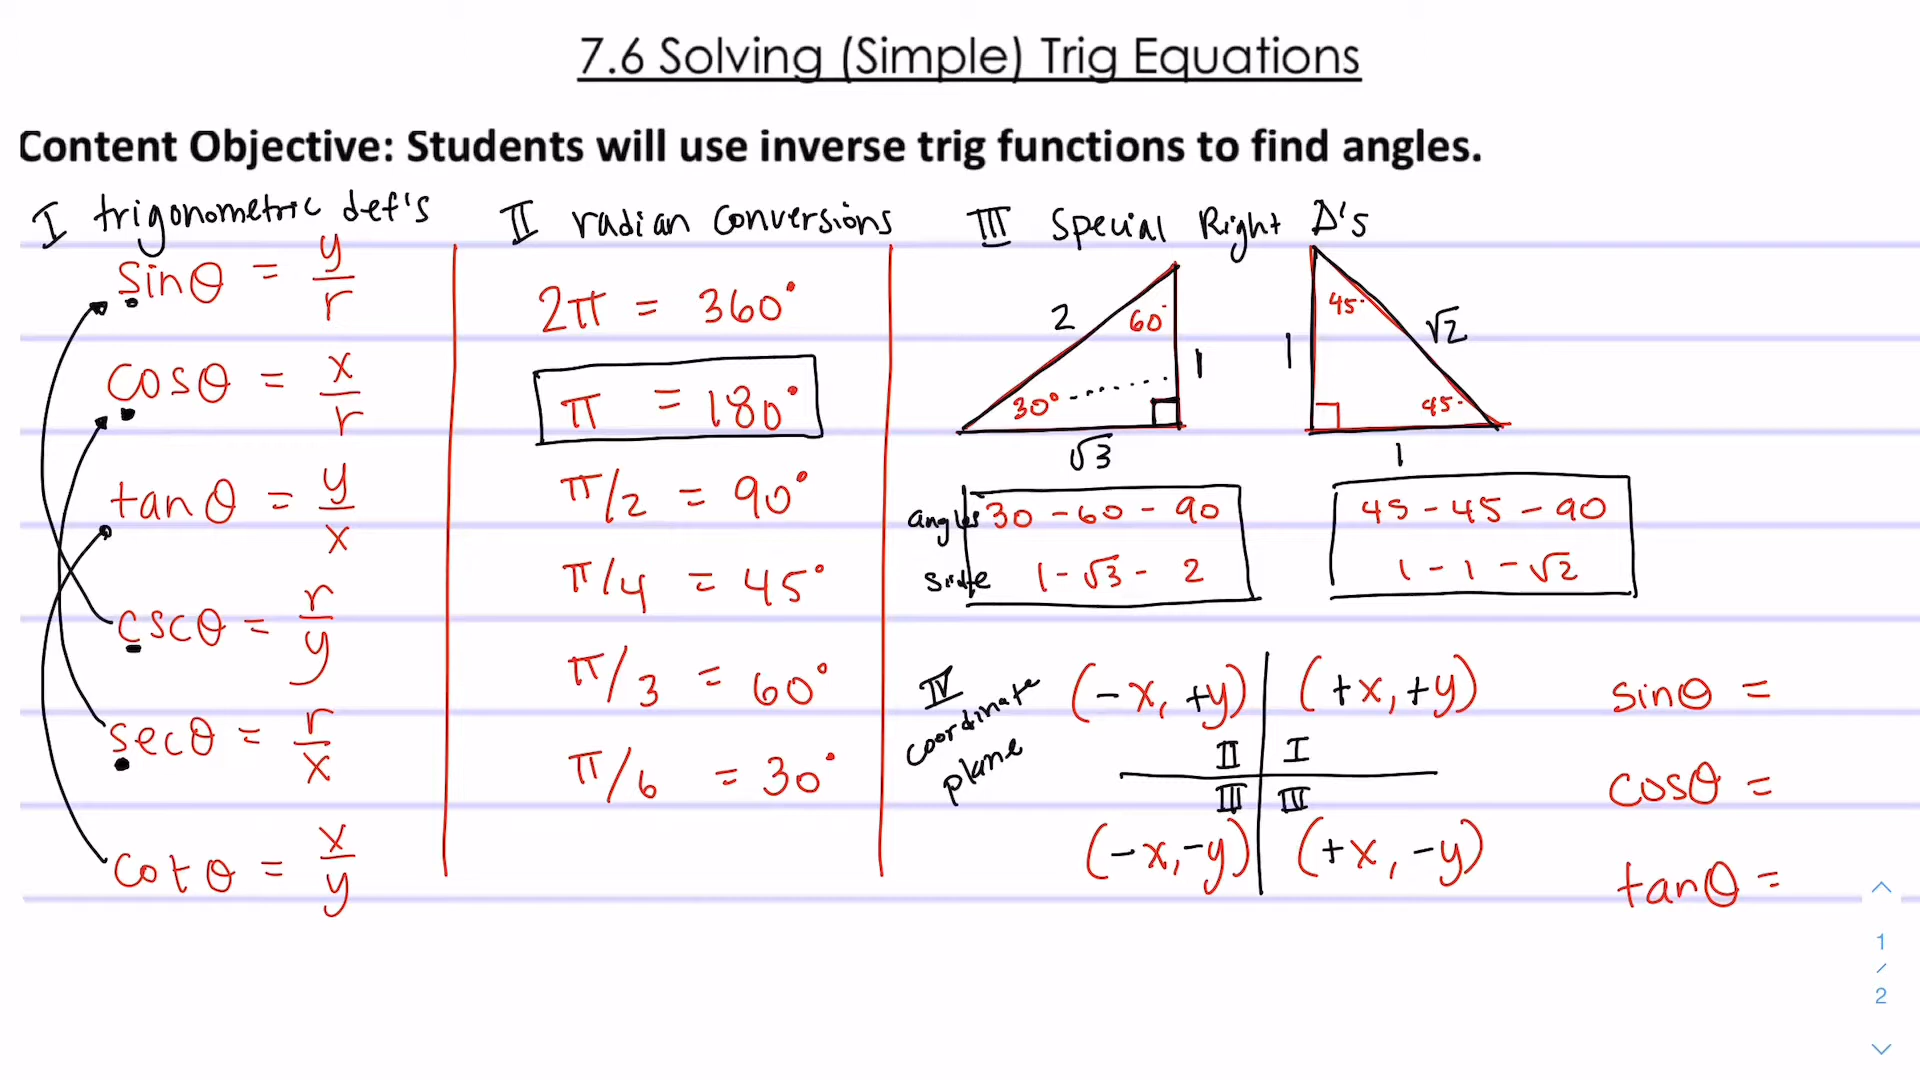 7.6 Solving (Simple) Trig Equations
Content Objective: Students will use inverse trig functions to find angles.
I trigonometric def's
sinθ = y/r
cosθ = x/r
tanθ = y/x
cscθ = r/y
secθ = r/x
cotθ = x/y
II radian conversions
2π = 360°
π = 180°
π/2 = 90°
π/4 = 45°
π/3 = 60°
π/6 = 30°
III Special Right Δ's
2
60°
1
30°
√3
45°
√2
1
45°
1
angles 30 - 60 - 90
side 1 - √3 - 2
45 - 45 - 90
1 - 1 - √2
IV coordinate plane
(-x, +y)
(+x, +y)
II
I
III
IV
(-x, -y)
(+x, -y)
sinθ =
cosθ =
tanθ =
1
/
2